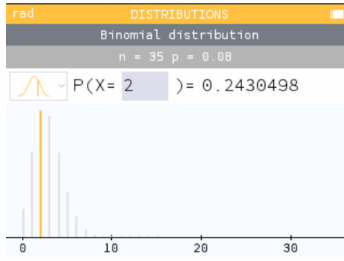 rad DISTRIBUTIONS
Binomial distribution
n = 35 p = 0.08
P(X= 2 )= 0.2430498
0 10 20 30